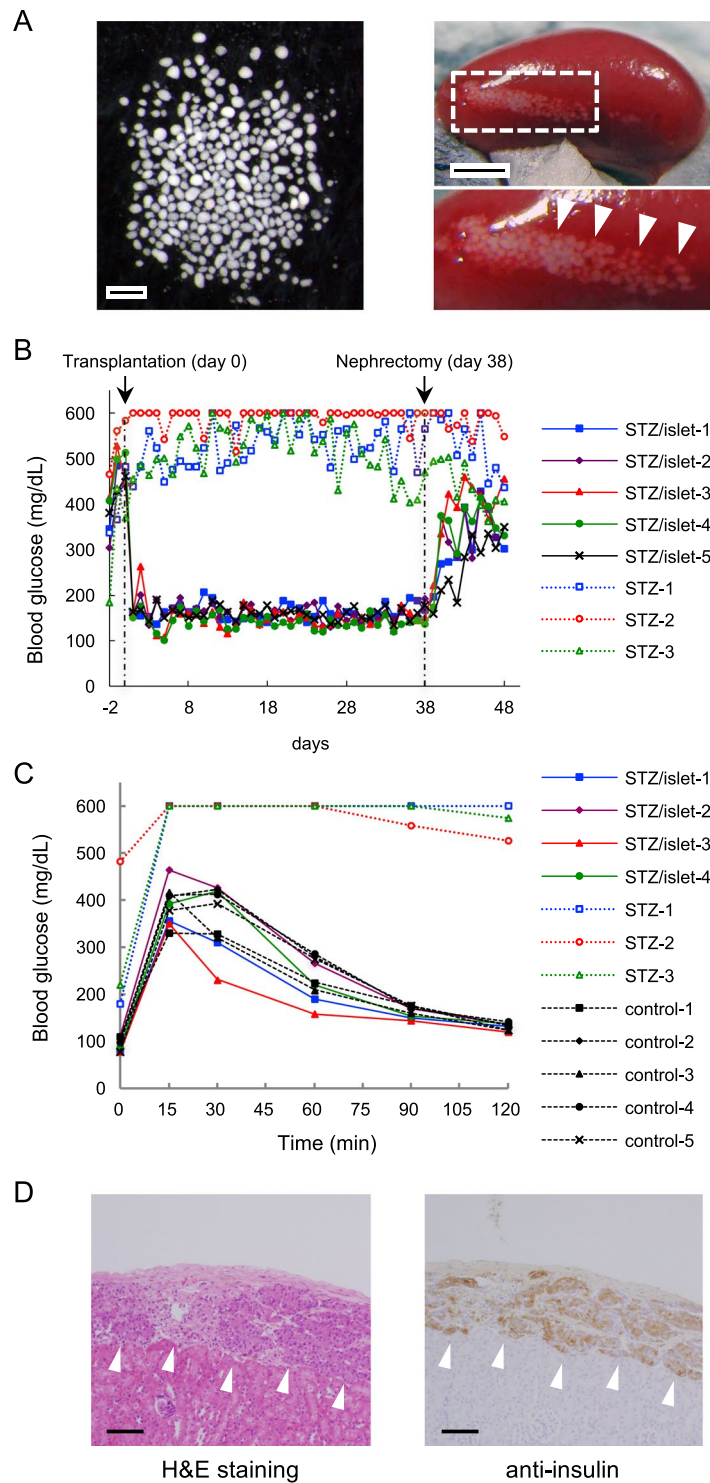 A
B
Transplantation (day 0)
Nephrectomy (day 38)
Blood glucose (mg/dL)
600
500
400
300
200
100
0
-2
8
18
28
38
48
days
STZ/islet-1
STZ/islet-2
STZ/islet-3
STZ/islet-4
STZ/islet-5
STZ-1
STZ-2
STZ-3
C
Blood glucose (mg/dL)
600
500
400
300
200
100
0
0
15
30
45
60
75
90
105
120
Time (min)
STZ/islet-1
STZ/islet-2
STZ/islet-3
STZ/islet-4
STZ-1
STZ-2
STZ-3
control-1
control-2
control-3
control-4
control-5
D
H&E staining
anti-insulin